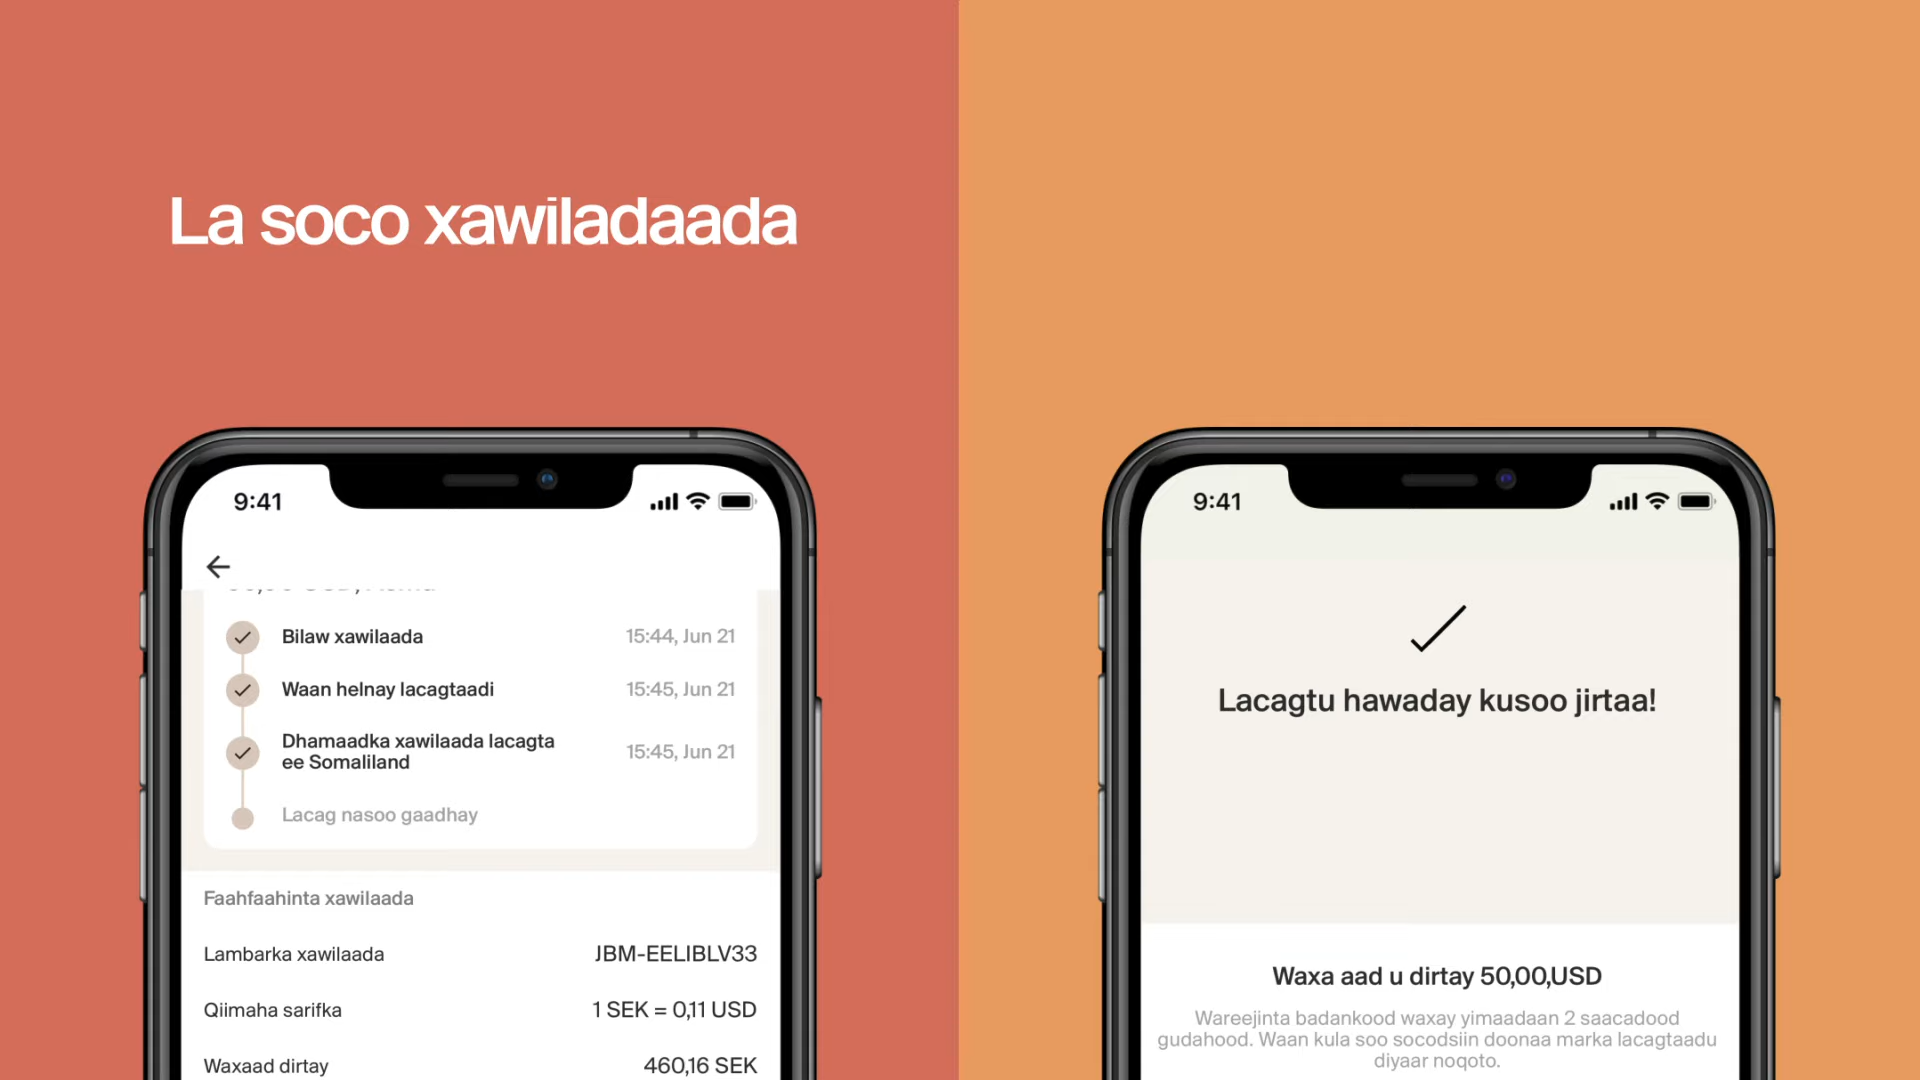 La soco xawiladaada
9:41
Bilaw xawilaada 15:44, Jun 21
Waan helnay lacagtaadi 15:45, Jun 21
Dhamaadka xawilaada lacagta
ee Somaliland 15:45, Jun 21
Lacag nasoo gaadhay
Faahfaahinta xawilaada
Lambarka xawilaada JBM-EELIBLV33
Qiimaha sarifka 1 SEK = 0,11 USD
Waxaad dirtay 460,16 SEK
9:41
Lacagtu hawaday kusoo jirtaa!
Waxa aad u dirtay 50,00,USD
Wareejinta badankood waxay yimaadaan 2 saacadood
gudahood. Waan kula soo socodsiin doonaa marka lacagtaadu
diyaar noqoto.